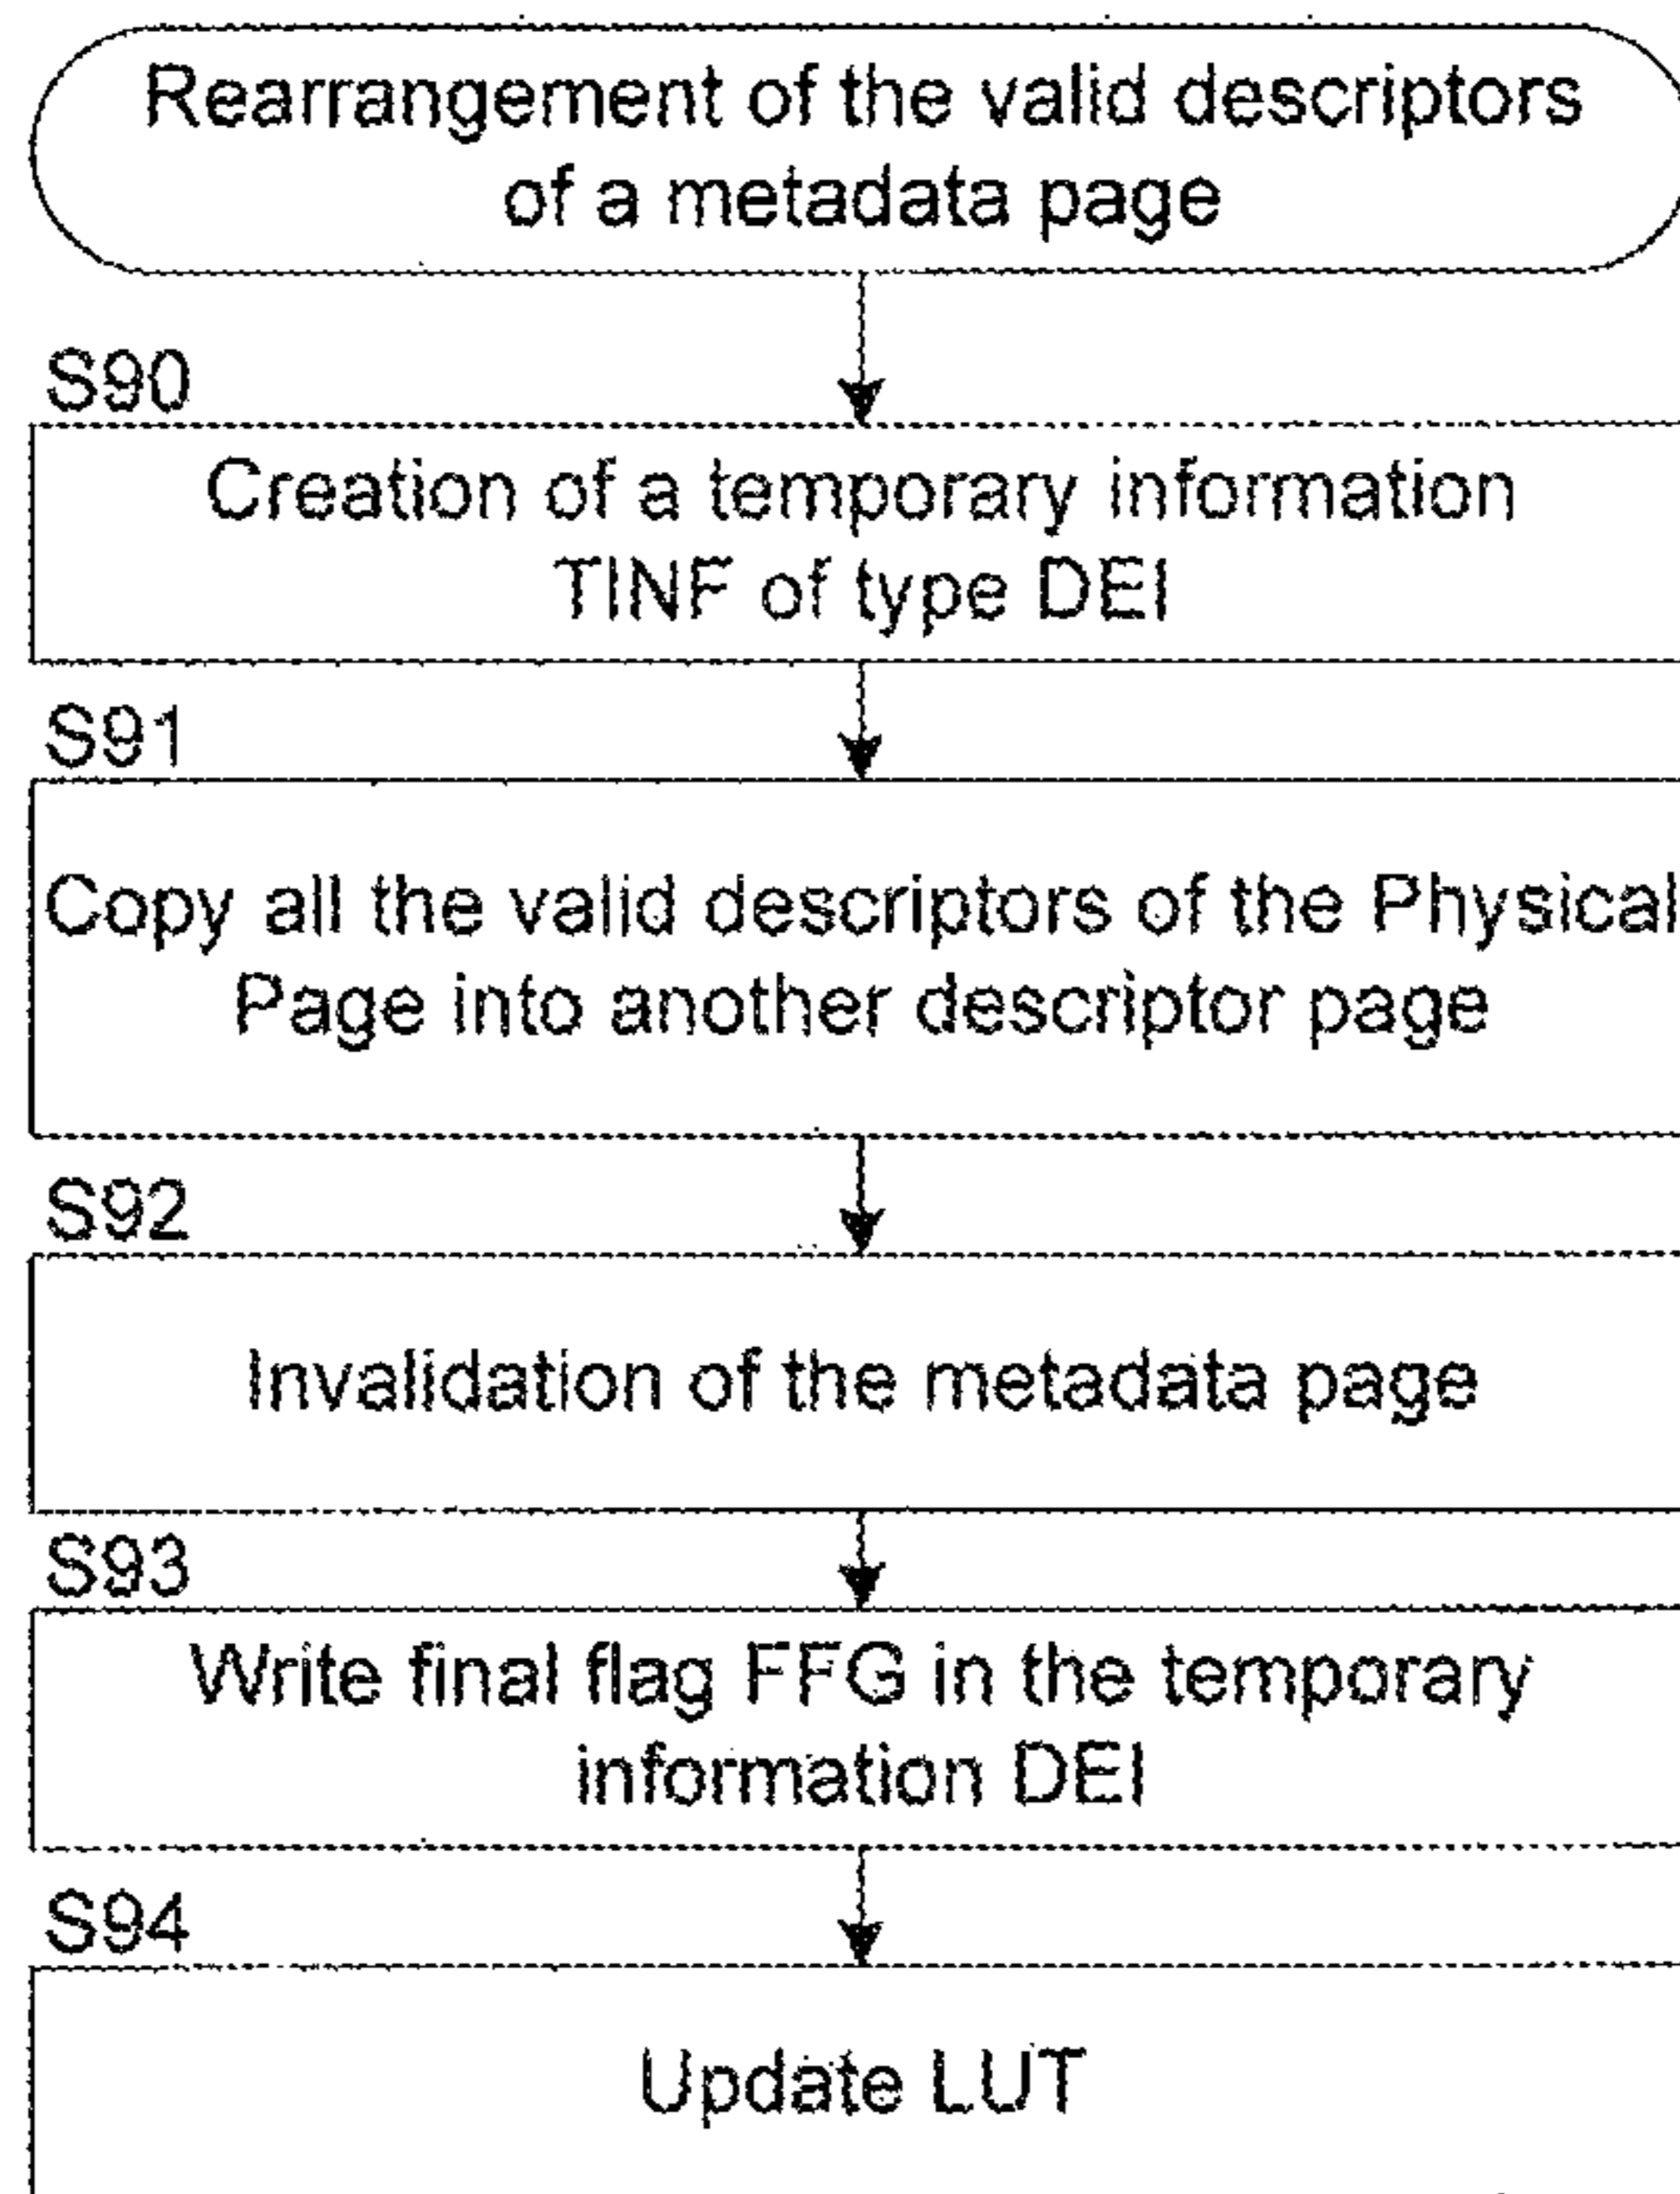 Rearrangement of the valid descriptors
of a metadata page
S90
Creation of a temporary information
TINF of type DEI
S91
Copy all the valid descriptors of the Physical
Page into another descriptor page
S92
Invalidation of the metadata page
S93
Write final flag FFG in the temporary
information DEI
S94
Update LUT